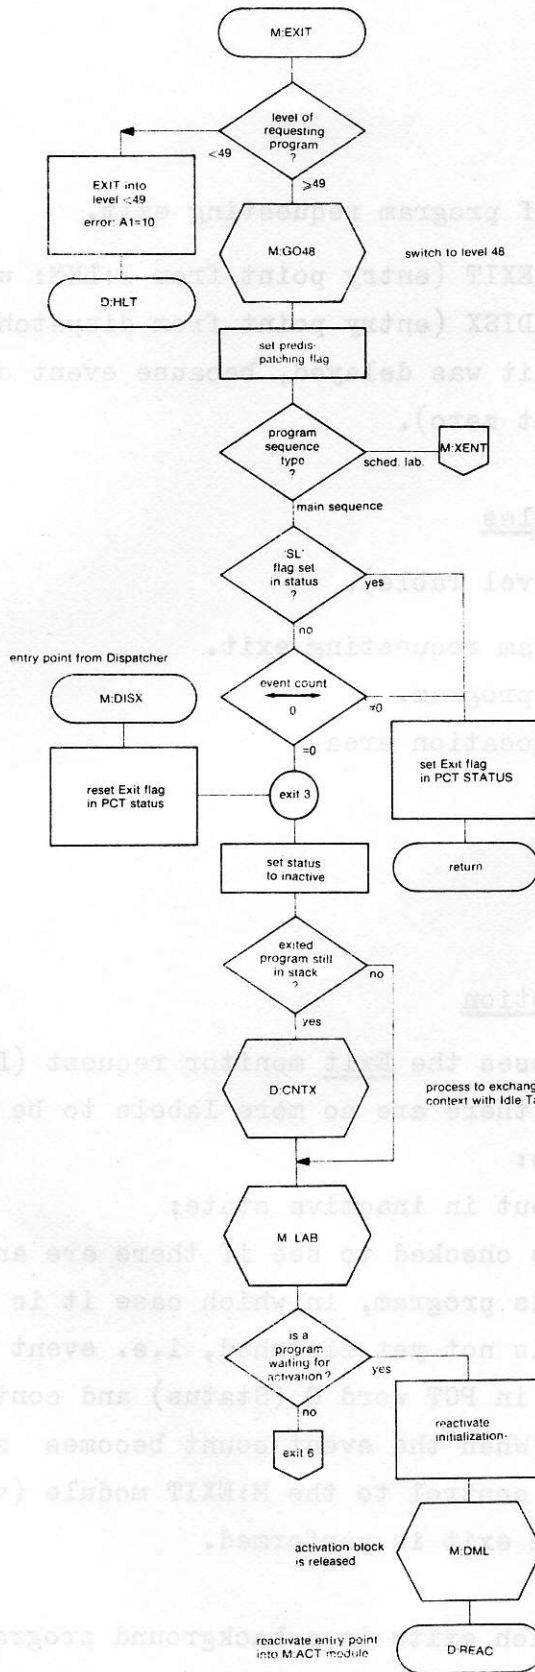 M:EXIT
level of
requesting
program
?
<49
≥49
EXIT into
level <49
error: A1=10
D:HLT
M:GO48
switch to level 48
set predis-
patching flag
program
sequence
type
?
sched. lab.
M:XENT
main sequence
'SL'
flag set
in status
?
yes
no
entry point from Dispatcher
M:DISX
event count
0
≠0
=0
reset Exit flag
in PCT status
exit 3
set Exit flag
in PCT STATUS
return
set status
to inactive
exited
program still
in stack
?
no
yes
D:CNTX
process to exchang
context with Idle Ta
M LAB
is a
program
waiting for
activation?
yes
no
exit 6
reactivate
initialization
activation block
is released
M:DML
reactivate entry point
into M:ACT module
D:REAC
f program requesting exit.
EXIT (entry point from
DISX (entry point from dispatch
it was delayed, because event
t zero).
les
vel Table)
am requesting exit.
program.
location area
tion
uses the Exit monitor request
there are no more labels to be
out in inactive state;
s checked to see if there are
is program, in which case it is
is not performed, i.e. event
in PCT word (Status) and cont
When the event count becomes
control to the M:EXIT module
exit is performed.
ich exits is a background progra